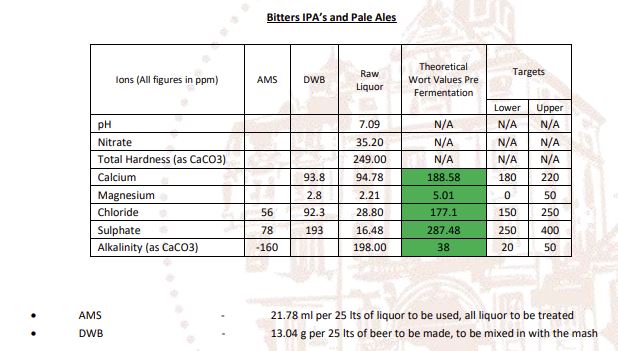 Bitters IPA's and Pale Ales
Ions (All figures in ppm) AMS DWB Raw Liquor Theoretical Wort Values Pre Fermentation Targets
Lower Upper
pH 7.09 N/A N/A N/A
Nitrate 35.20 N/A N/A N/A
Total Hardness (as CaCO3) 249.00 N/A N/A N/A
Calcium 93.8 94.78 188.58 180 220
Magnesium 2.8 2.21 5.01 0 50
Chloride 56 92.3 28.80 177.1 150 250
Sulphate 78 193 16.48 287.48 250 400
Alkalinity (as CaCO3) -160 198.00 38 20 50
• AMS - 21.78 ml per 25 lts of liquor to be used, all liquor to be treated
• DWB - 13.04 g per 25 lts of beer to be made, to be mixed in with the mash